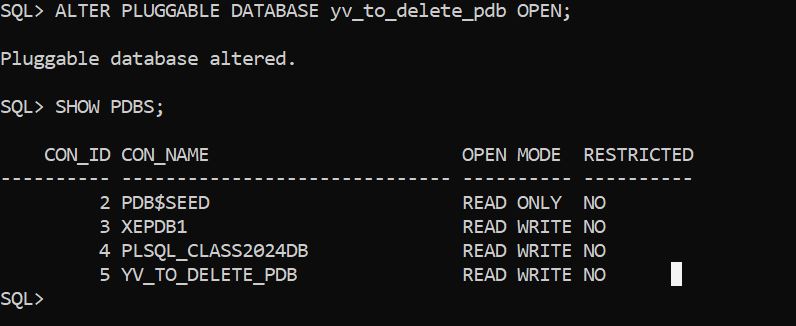 SQL> ALTER PLUGGABLE DATABASE yv_to_delete_pdb OPEN;
Pluggable database altered.
SQL> SHOW PDBS;
    CON_ID CON_NAME                       OPEN MODE  RESTRICTED
---------- ------------------------------ ---------- ----------
         2 PDB$SEED                       READ ONLY  NO
         3 XEPDB1                         READ WRITE NO
         4 PLSQL_CLASS2024DB              READ WRITE NO
         5 YV_TO_DELETE_PDB               READ WRITE NO
SQL>